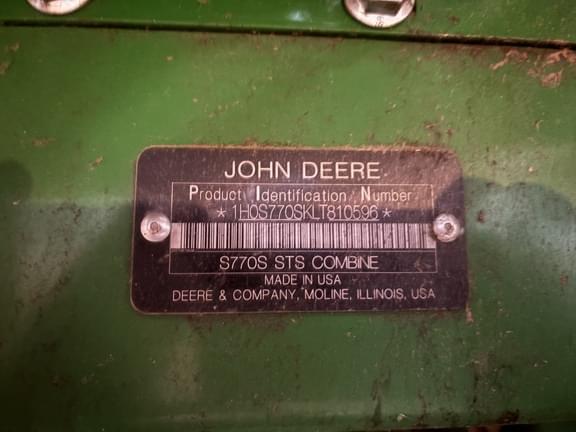 JOHN DEERE
Product Identification Number
*1H0S770SKLT810596*
S770S STS COMBINE
MADE IN USA
DEERE & COMPANY, MOLINE, ILLINOIS, USA